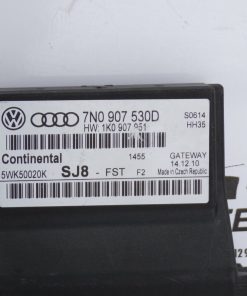 7N0 907 530D
S0614
HW: 1K0 907 951
HH35
Continental
1455
GATEWAY
14.12.10
5WK50020K
SJ8 - FST F2
Made in Czech Republic